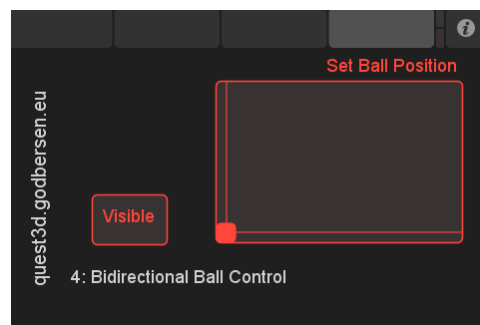 i
Set Ball Position
quest3d.godbersen.eu
Visible
4: Bidirectional Ball Control